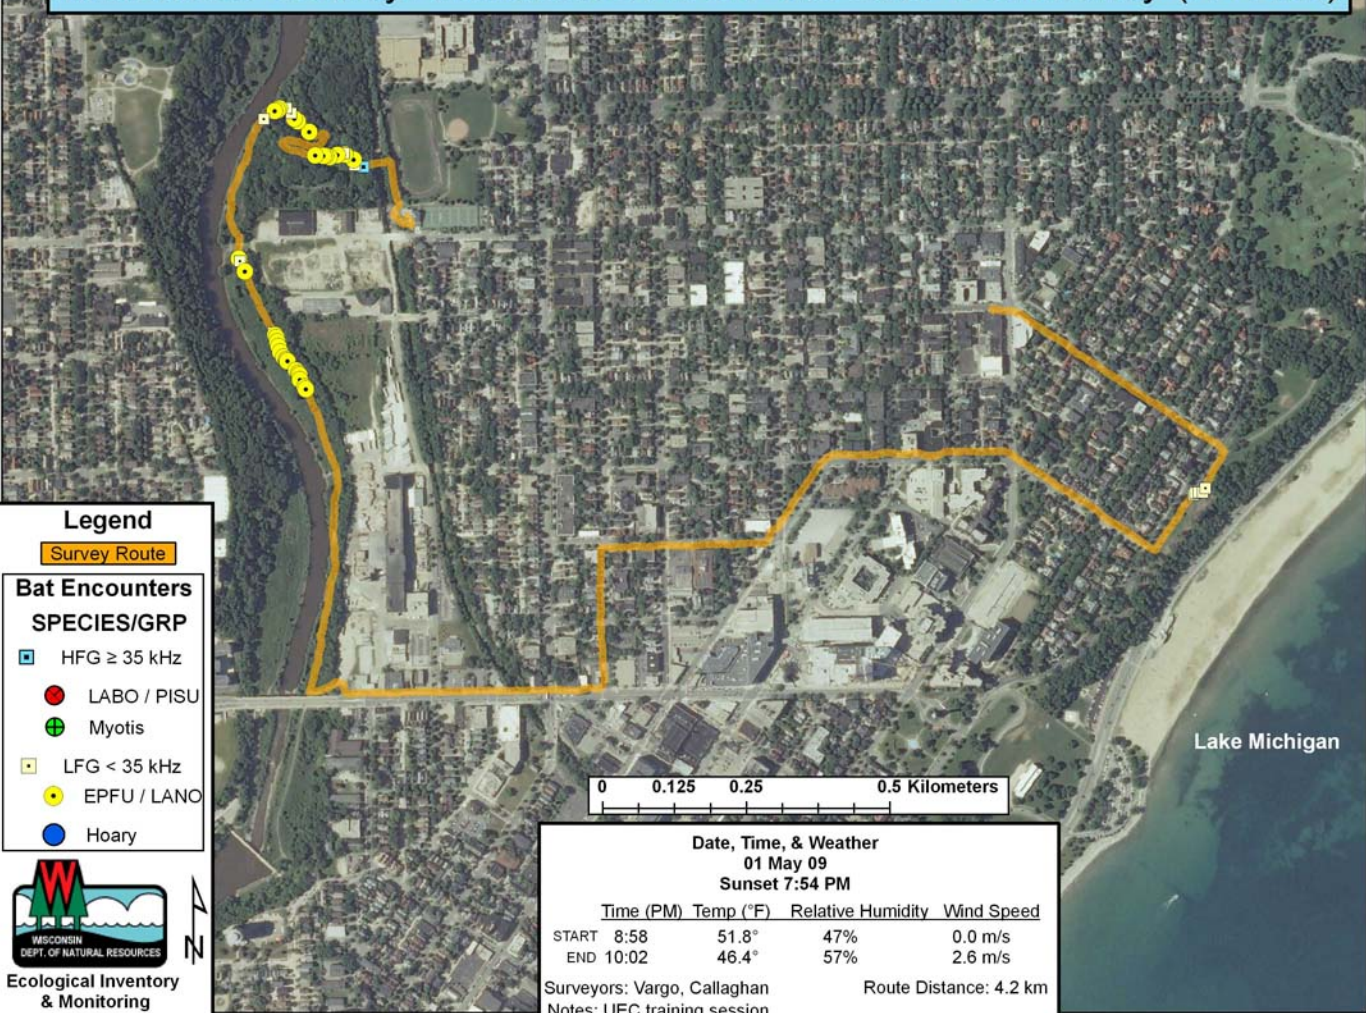 Legend
Survey Route
Bat Encounters
SPECIES/GRP
HFG ≥ 35 kHz
LABO / PISU
Myotis
LFG < 35 kHz
EPFU / LANO
Hoary
W
WISCONSIN
DEPT. OF NATURAL RESOURCES
N
Ecological Inventory
& Monitoring
Lake Michigan
0 0.125 0.25 0.5 Kilometers
Date, Time, & Weather
01 May 09
Sunset 7:54 PM
Time (PM) Temp (°F) Relative Humidity Wind Speed
START 8:58 51.8° 47% 0.0 m/s
END 10:02 46.4° 57% 2.6 m/s
Surveyors: Vargo, Callaghan Route Distance: 4.2 km
Notes: UEC training session